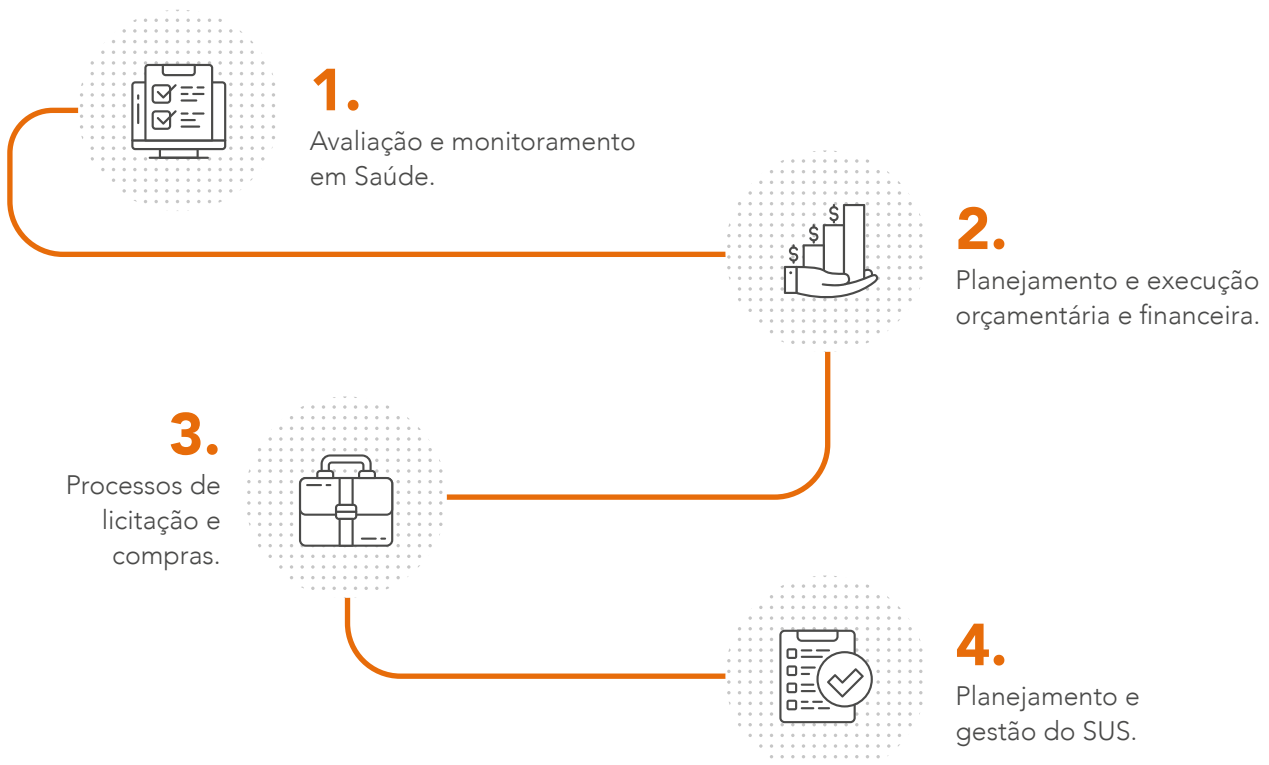 1.
Avaliação e monitoramento
em Saúde.
2.
Planejamento e execução
orçamentária e financeira.
$
$
$
3.
Processos de
licitação e
compras.
4.
Planejamento e
gestão do SUS.